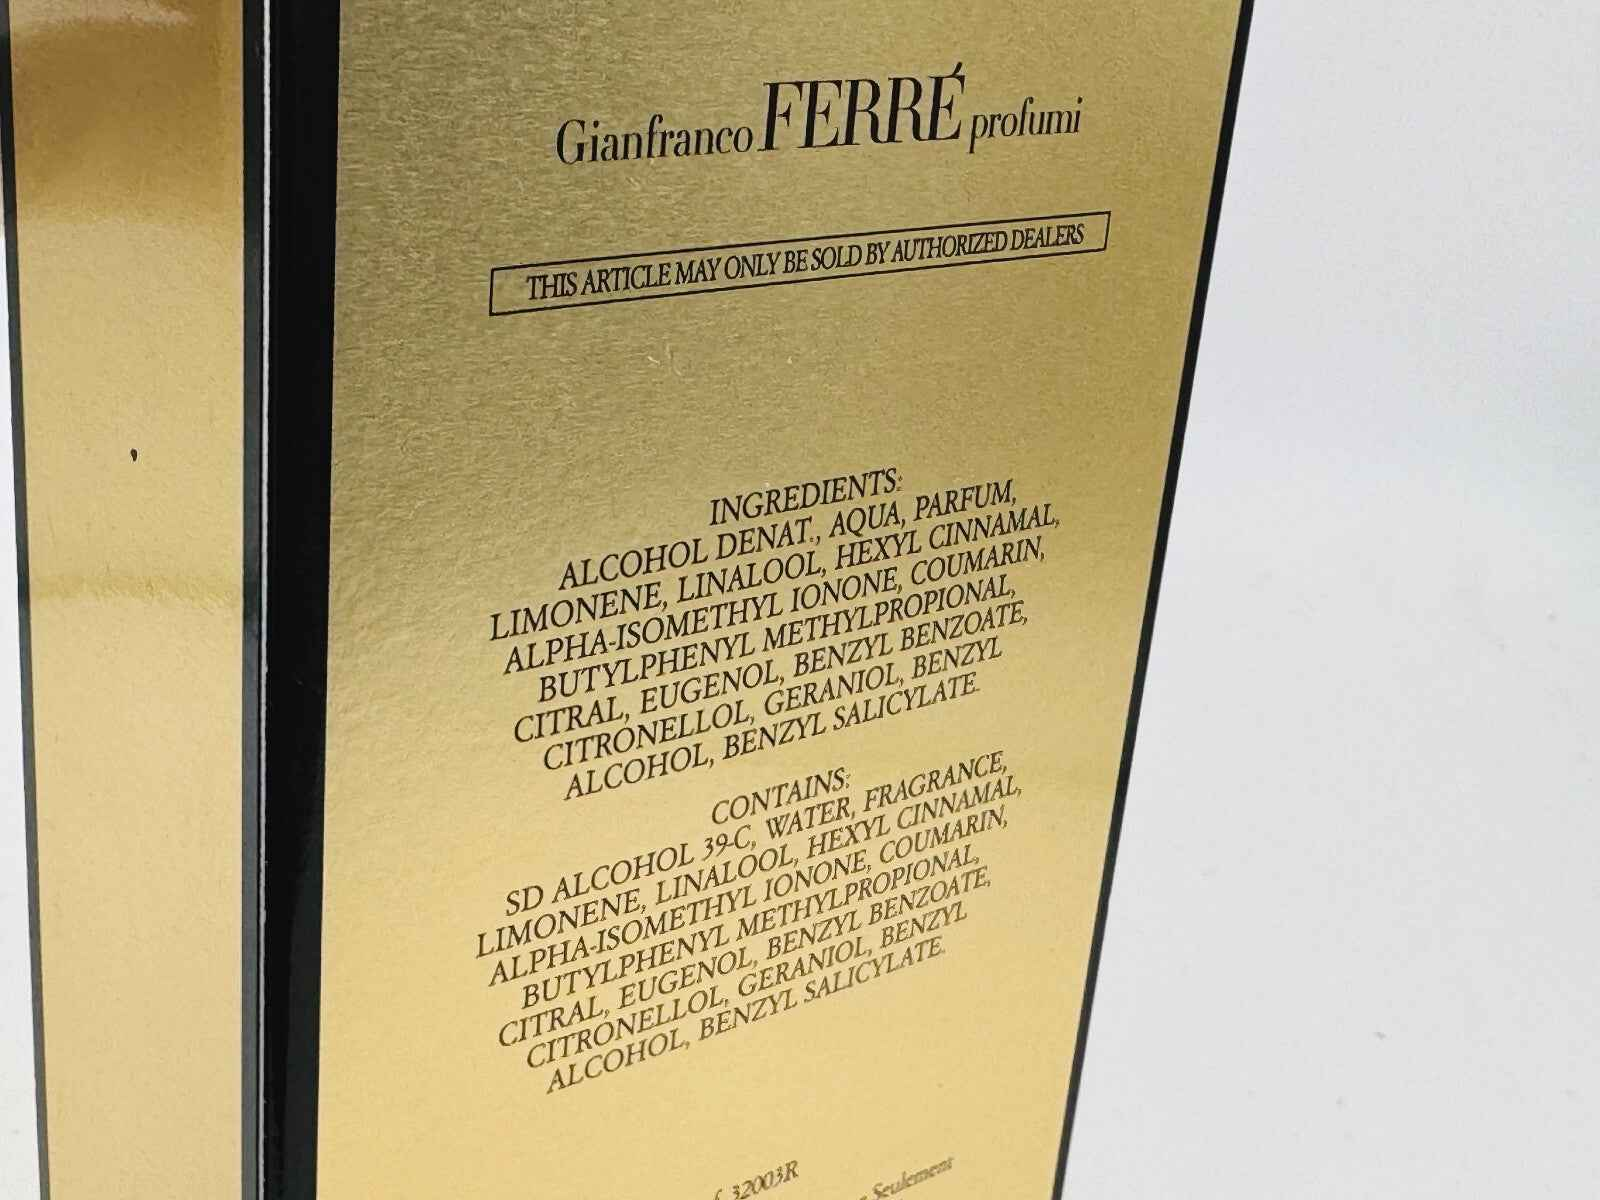 Gianfranco FERRÉ profumi
THIS ARTICLE MAY ONLY BE SOLD BY AUTHORIZED DEALERS
INGREDIENTS:
ALCOHOL DENAT., AQUA, PARFUM,
LIMONENE, LINALOOL, HEXYL CINNAMAL,
ALPHA-ISOMETHYL IONONE, COUMARIN,
BUTYLPHENYL METHYLPROPIONAL,
CITRAL, EUGENOL, BENZYL BENZOATE,
CITRONELLOL, GERANIOL, BENZYL
ALCOHOL, BENZYL SALICYLATE.
CONTAINS:
SD ALCOHOL 39-C, WATER, FRAGRANCE,
LIMONENE, LINALOOL, HEXYL CINNAMAL,
ALPHA-ISOMETHYL IONONE, COUMARIN,
BUTYLPHENYL METHYLPROPIONAL,
CITRAL, EUGENOL, BENZYL BENZOATE,
CITRONELLOL, GERANIOL, BENZYL
ALCOHOL, BENZYL SALICYLATE.
32003R
Seulement